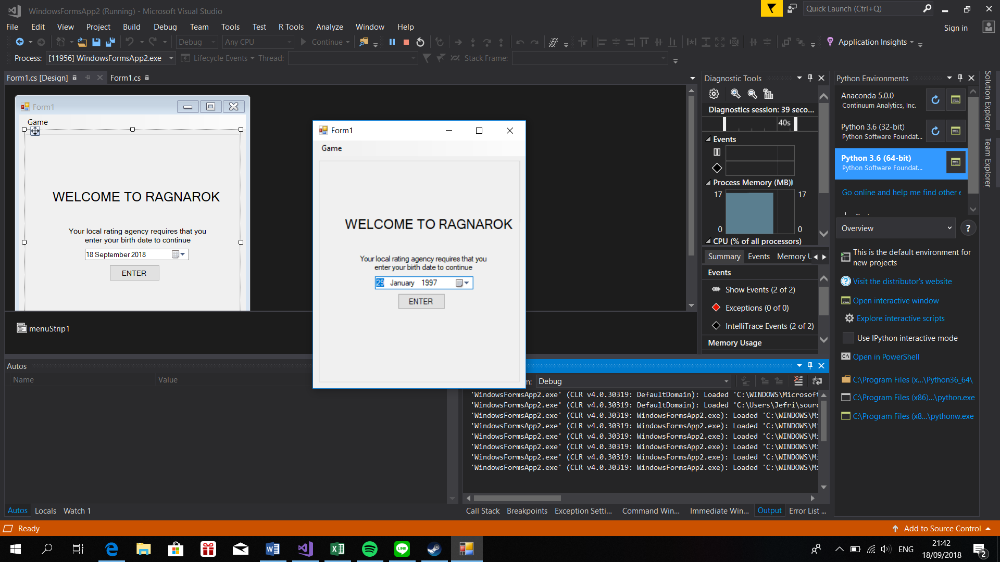 WindowsFormsApp2 (Running) - Microsoft Visual Studio
Quick Launch (Ctrl+Q)
File Edit View Project Build Debug Team Tools Test R Tools Analyze Window Help
Sign in
Debug Any CPU Continue Application Insights
Process: [11956] WindowsFormsApp2.exe Lifecycle Events Thread: Stack Frame:
Form1.cs [Design] Form1.cs
Form1
Game
WELCOME TO RAGNAROK
Your local rating agency requires that you
enter your birth date to continue
18 September 2018
ENTER
menuStrip1
Form1
Game
WELCOME TO RAGNAROK
Your local rating agency requires that you
enter your birth date to continue
29 January 1997
ENTER
Diagnostic Tools
Diagnostics session: 39 seco...
40s
Events
Process Memory (MB)
17 17
0 0
CPU (% of all processors)
Summary Events Memory U
Events
Show Events (2 of 2)
Exceptions (0 of 0)
IntelliTrace Events (2 of 2)
Memory Usage
Python Environments
Anaconda 5.0.0
Continuum Analytics, Inc.
Python 3.6 (32-bit)
Python Software Foundat...
Python 3.6 (64-bit)
Python Software Foundat...
Go online and help me find other e
Overview
?
This is the default environment for
new projects
Visit the distributor's website
Open interactive window
Explore interactive scripts
Use IPython interactive mode
Open in PowerShell
C:\Program Files (x...\Python36_64\
C:\Program Files (x86)...\python.exe
C:\Program Files (x8...\pythonw.exe
Solution Explorer
Team Explorer
Autos
Name Value
Autos Locals Watch 1
m: Debug
'WindowsFormsApp2.exe' (CLR v4.0.30319: DefaultDomain): Loaded 'C:\WINDOWS\Microsoft
'WindowsFormsApp2.exe' (CLR v4.0.30319: DefaultDomain): Loaded 'C:\Users\Jefri\sourc
'WindowsFormsApp2.exe' (CLR v4.0.30319: WindowsFormsApp2.exe): Loaded 'C:\WINDOWS\Mi
'WindowsFormsApp2.exe' (CLR v4.0.30319: WindowsFormsApp2.exe): Loaded 'C:\WINDOWS\Mi
'WindowsFormsApp2.exe' (CLR v4.0.30319: WindowsFormsApp2.exe): Loaded 'C:\WINDOWS\Mi
'WindowsFormsApp2.exe' (CLR v4.0.30319: WindowsFormsApp2.exe): Loaded 'C:\WINDOWS\Mi
'WindowsFormsApp2.exe' (CLR v4.0.30319: WindowsFormsApp2.exe): Loaded 'C:\WINDOWS\Mi
'WindowsFormsApp2.exe' (CLR v4.0.30319: WindowsFormsApp2.exe): Loaded 'C:\WINDOWS\Mi
Call Stack Breakpoints Exception Setti... Command Win... Immediate Win... Output Error List ...
Ready
Add to Source Control
ENG
21:42
18/09/2018
2